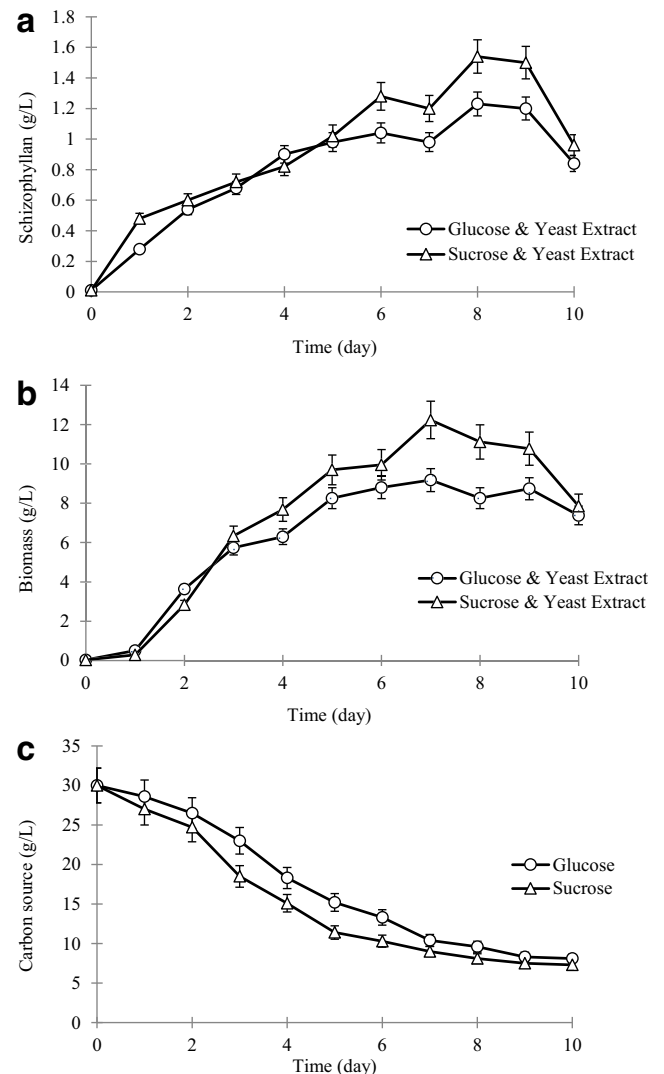 a
1.8
1.6
1.4
1.2
1
0.8
0.6
0.4
0.2
0
Schizophyllan (g/L)
Glucose & Yeast Extract
Sucrose & Yeast Extract
0 2 4 6 8 10
Time (day)
b
14
12
10
8
6
4
2
0
Biomass (g/L)
Glucose & Yeast Extract
Sucrose & Yeast Extract
0 2 4 6 8 10
Time (day)
c
35
30
25
20
15
10
5
0
Carbon source (g/L)
Glucose
Sucrose
0 2 4 6 8 10
Time (day)